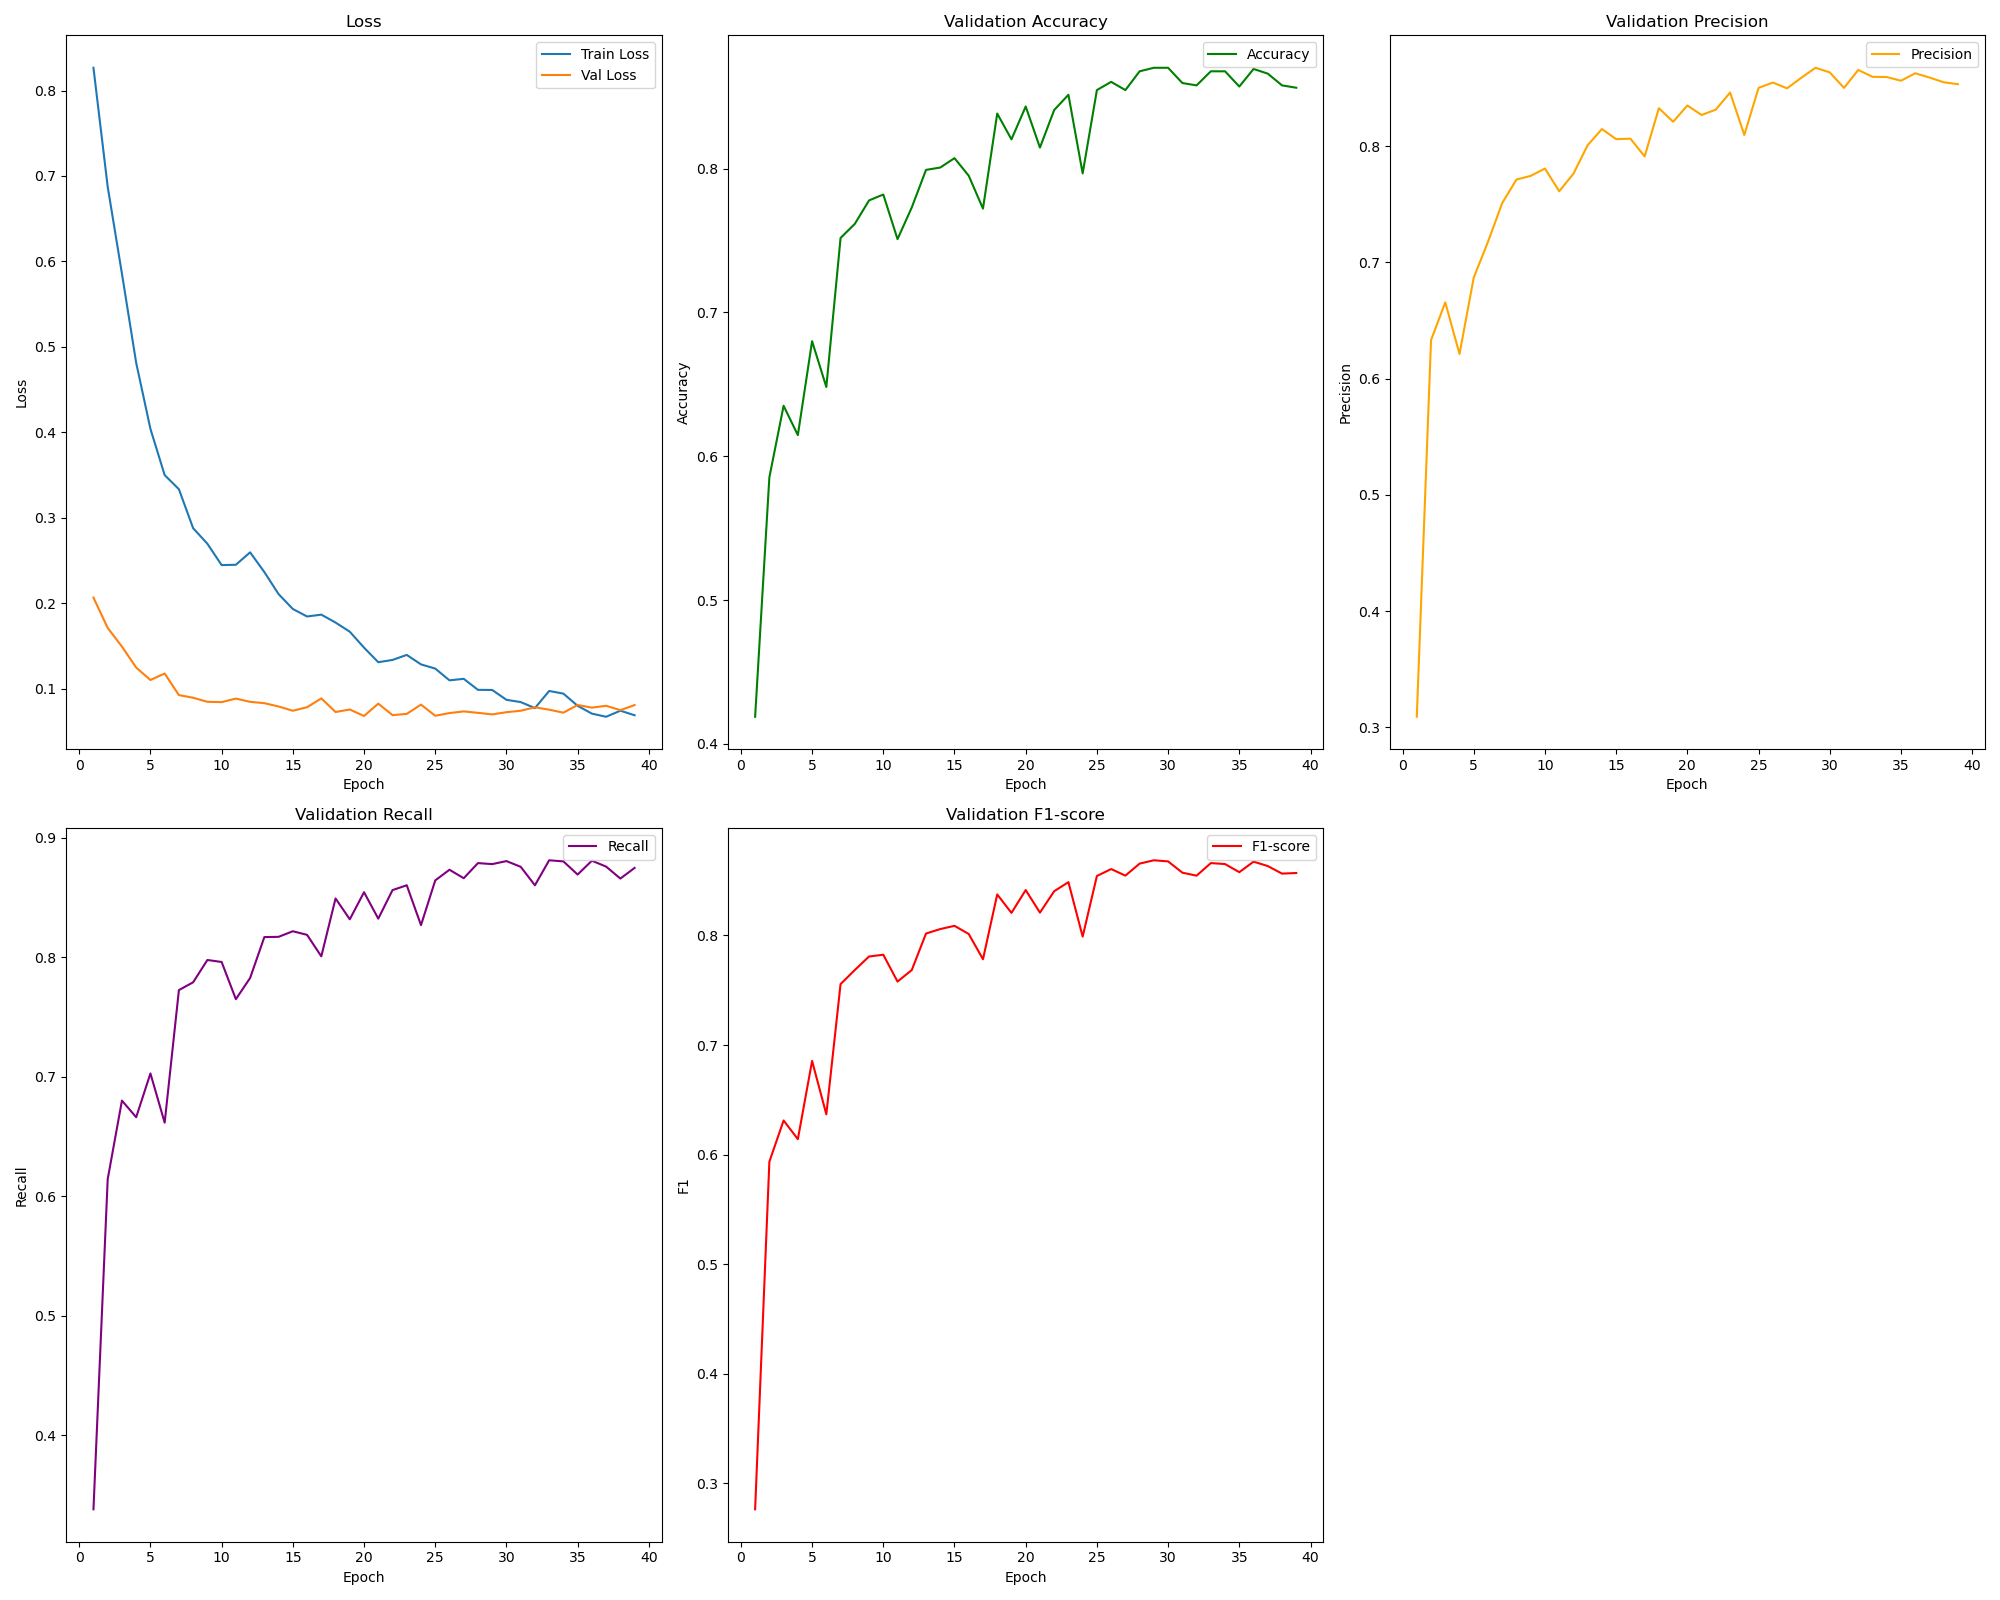 Loss
Train Loss
Val Loss
0.8
0.7
0.6
0.5
0.4
0.3
0.2
0.1
Loss
0 5 10 15 20 25 30 35 40
Epoch
Validation Accuracy
Accuracy
0.8
0.7
0.6
0.5
0.4
Accuracy
0 5 10 15 20 25 30 35 40
Epoch
Validation Precision
Precision
0.8
0.7
0.6
0.5
0.4
0.3
Precision
0 5 10 15 20 25 30 35 40
Epoch
Validation Recall
Recall
0.9
0.8
0.7
0.6
0.5
0.4
Recall
0 5 10 15 20 25 30 35 40
Epoch
Validation F1-score
F1-score
0.8
0.7
0.6
0.5
0.4
0.3
F1
0 5 10 15 20 25 30 35 40
Epoch